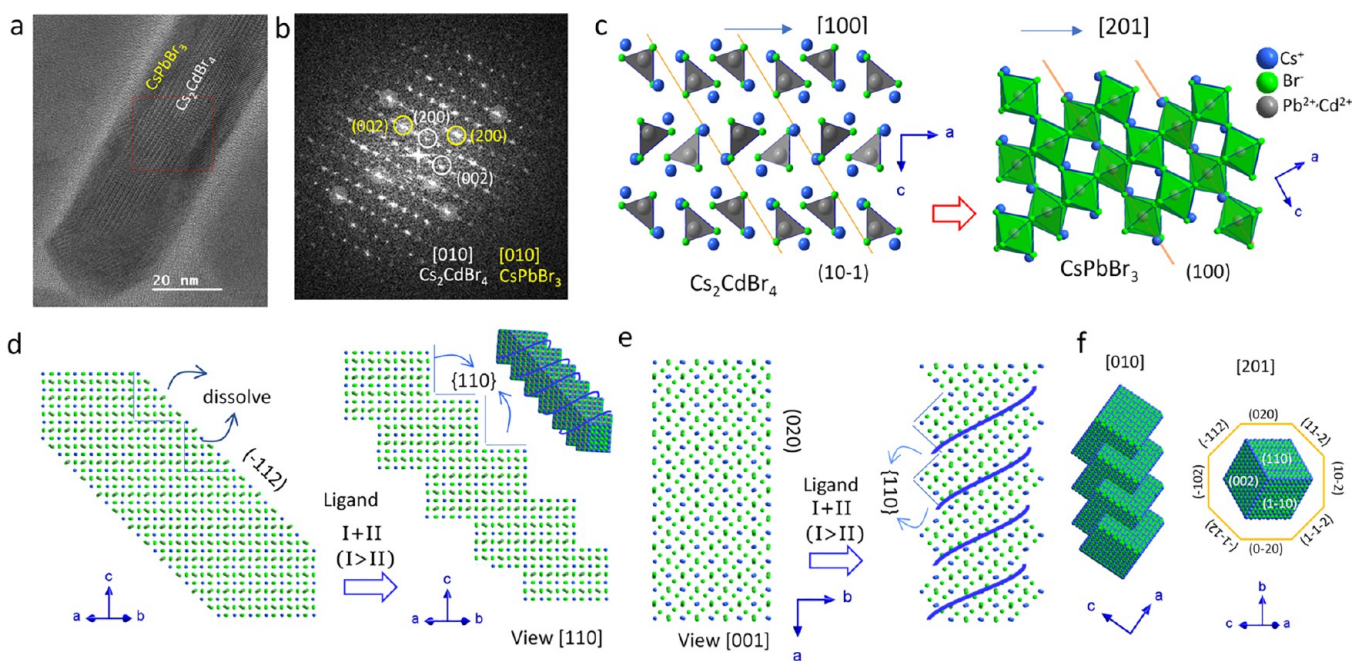 a
CsPbBr3
Cs2CdBr4
20 nm
b
(002)
(200)
(200)
(002̄)
[010]
Cs2CdBr4
[010]
CsPbBr3
c
[100]
[201]
Cs+
Br-
Pb2+,Cd2+
a
c
a
c
Cs2CdBr4
(10-1)
CsPbBr3
(100)
d
dissolve
(-112)
Ligand
I+II
(I>II)
{110}
c
a
b
c
a
b
View [110]
e
(020)
Ligand
I+II
(I>II)
{110}
View [001]
b
a
f
[010]
[201]
(020)
(-112)
(11-2)
(110)
(-102)
(002)
(10-2)
(1-10)
(-1-12)
(1-1-2)
(0-20)
a
c
b
c
a